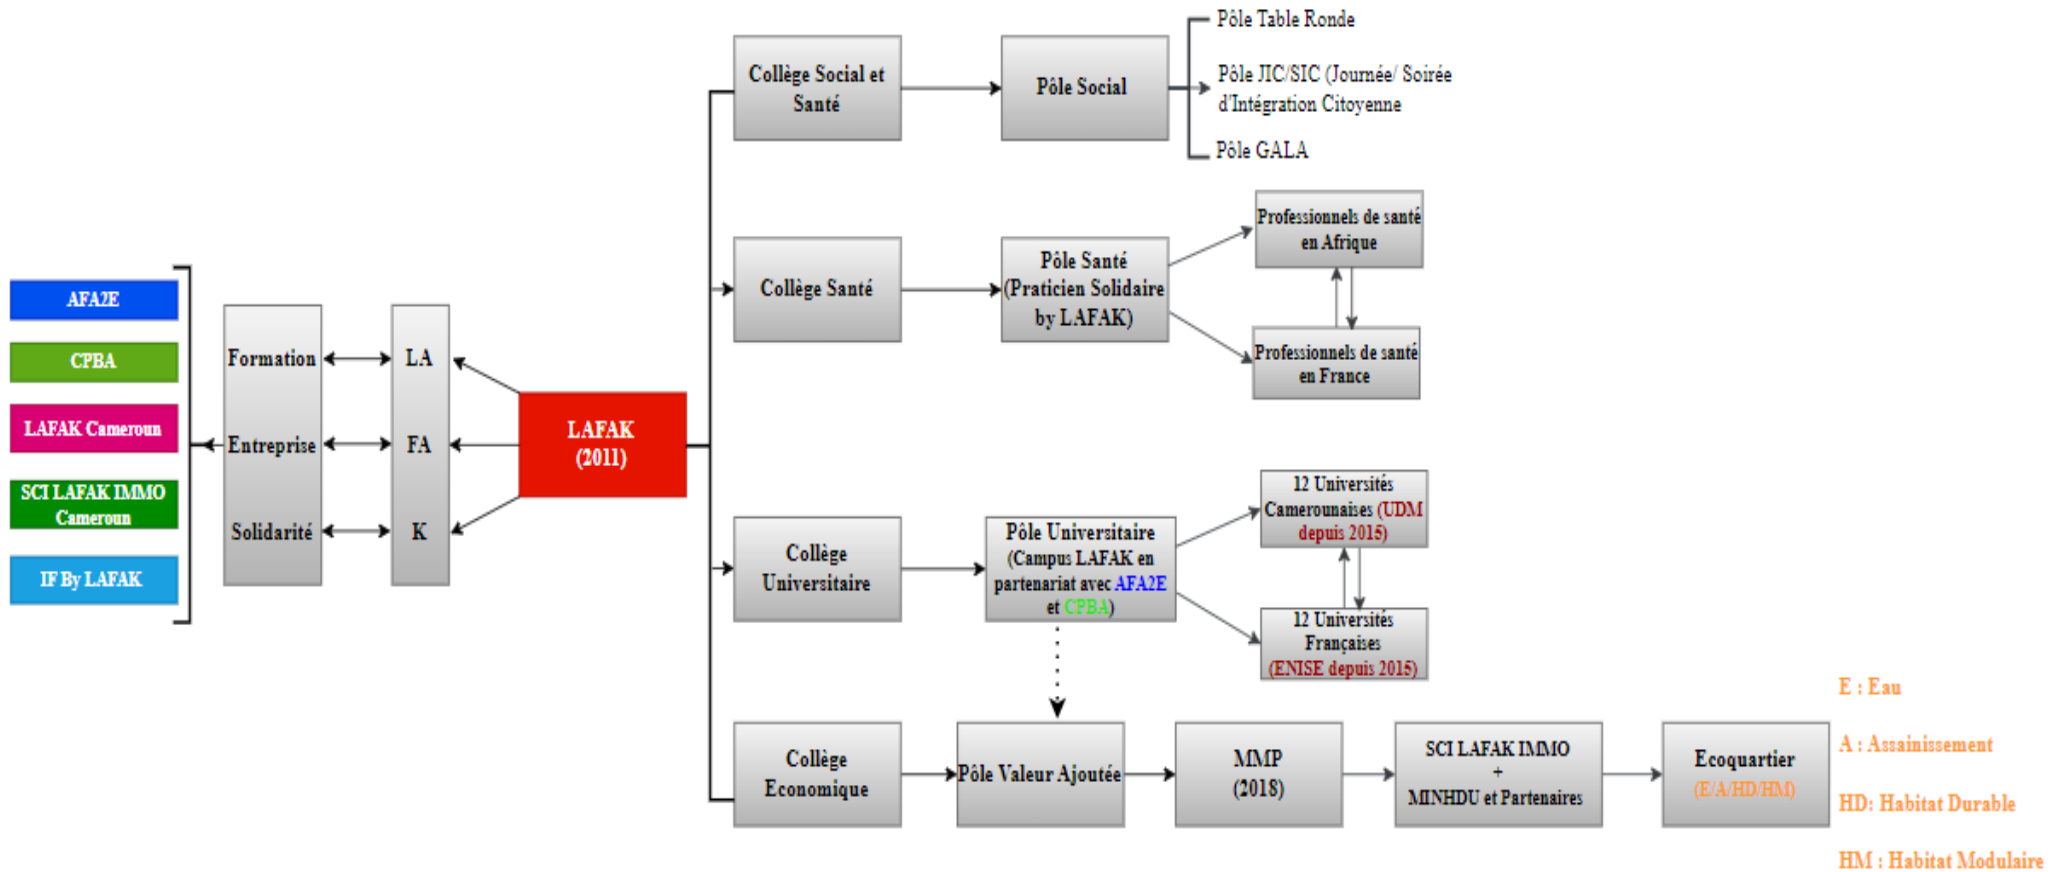 AFA2E
CPBA
LAFAK Cameroun
SCI LAFAK IMMO
Cameroun
IF By LAFAK
Formation
Entreprise
Solidarité
LA
FA
K
LAFAK
(2011)
Collège Social et
Santé
Pôle Social
Pôle Table Ronde
Pôle JIC/SIC (Journée/ Soirée
d'Intégration Citoyenne
Pôle GALA
Collège Santé
Pôle Santé
(Praticien Solidaire
by LAFAK)
Professionnels de santé
en Afrique
Professionnels de santé
en France
Collège
Universitaire
Pôle Universitaire
(Campus LAFAK en
partenariat avec AFA2E
et CPBA)
12 Universités
Camerounaises (UDM
depuis 2015)
12 Universités
Françaises
(ENISE depuis 2015)
Collège
Economique
Pôle Valeur Ajoutée
MMP
(2018)
SCI LAFAK IMMO
+
MINHDU et Partenaires
Ecoquartier
(E/A/HD/HM)
E : Eau
A : Assainissement
HD: Habitat Durable
HM : Habitat Modulaire